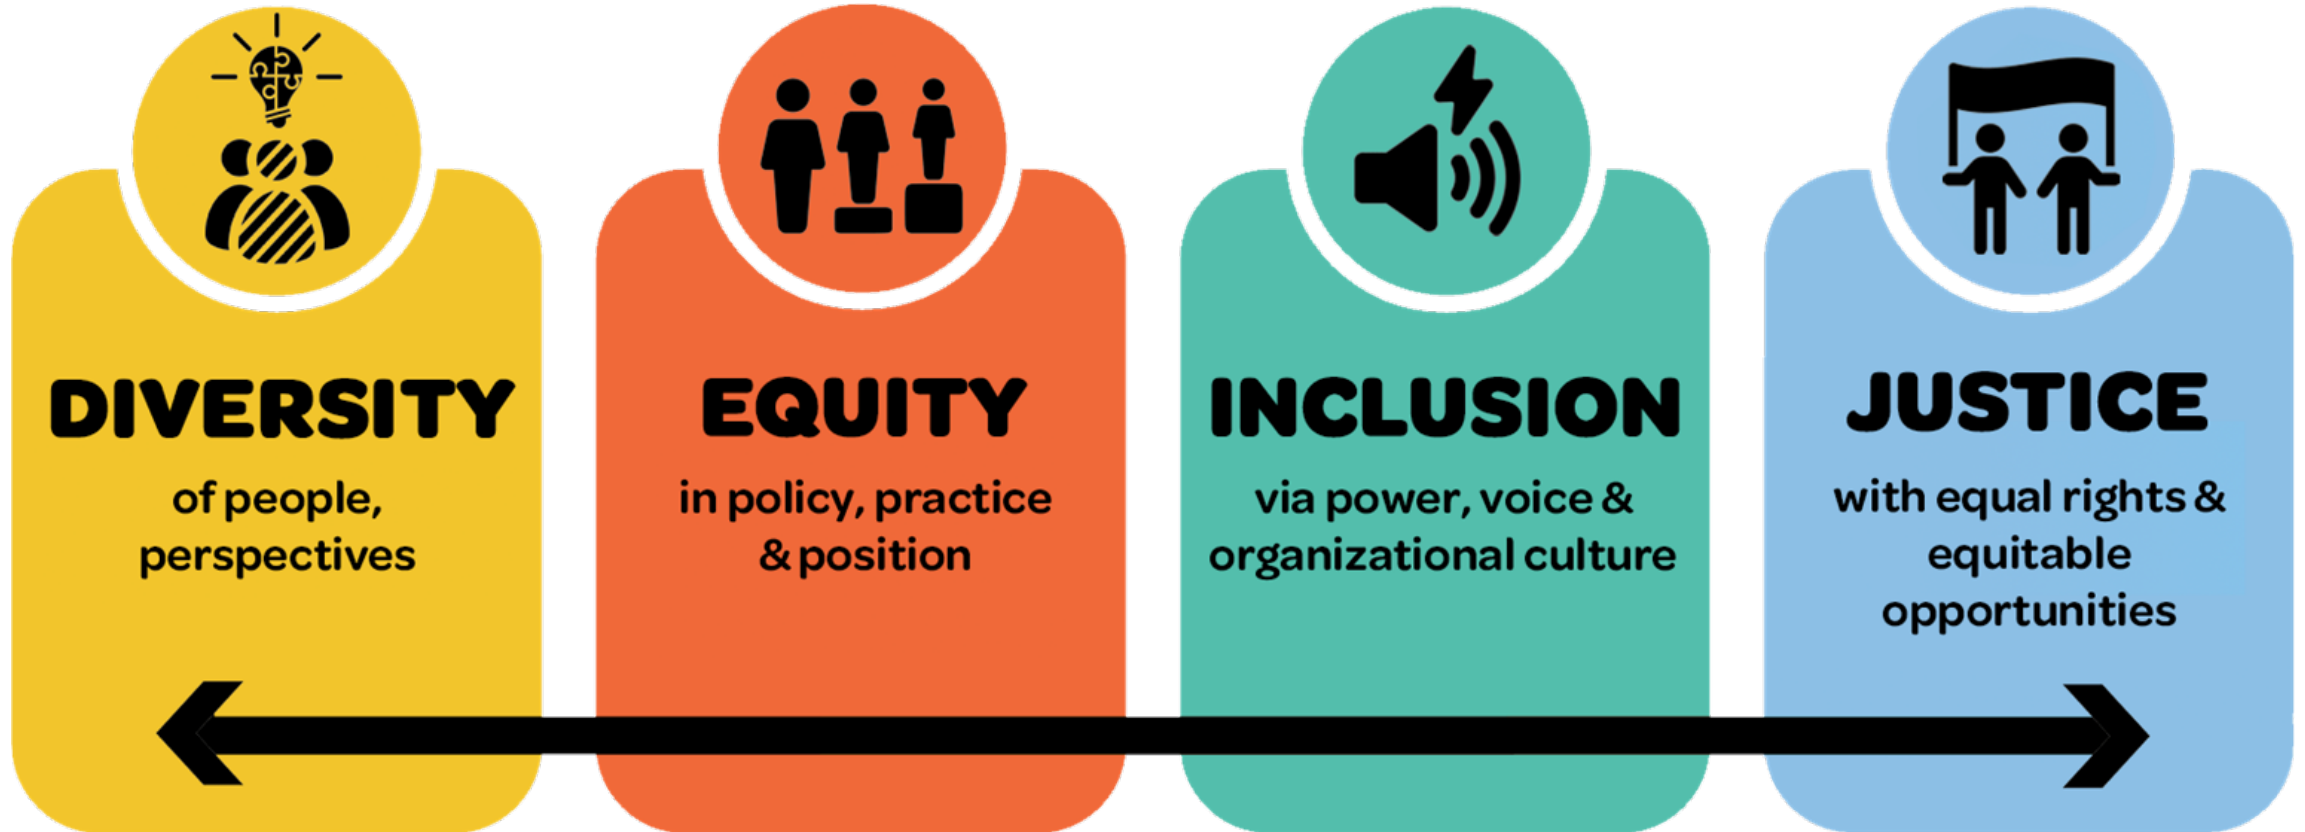 DIVERSITY
of people,
perspectives
EQUITY
in policy, practice
& position
INCLUSION
via power, voice &
organizational culture
JUSTICE
with equal rights &
equitable
opportunities